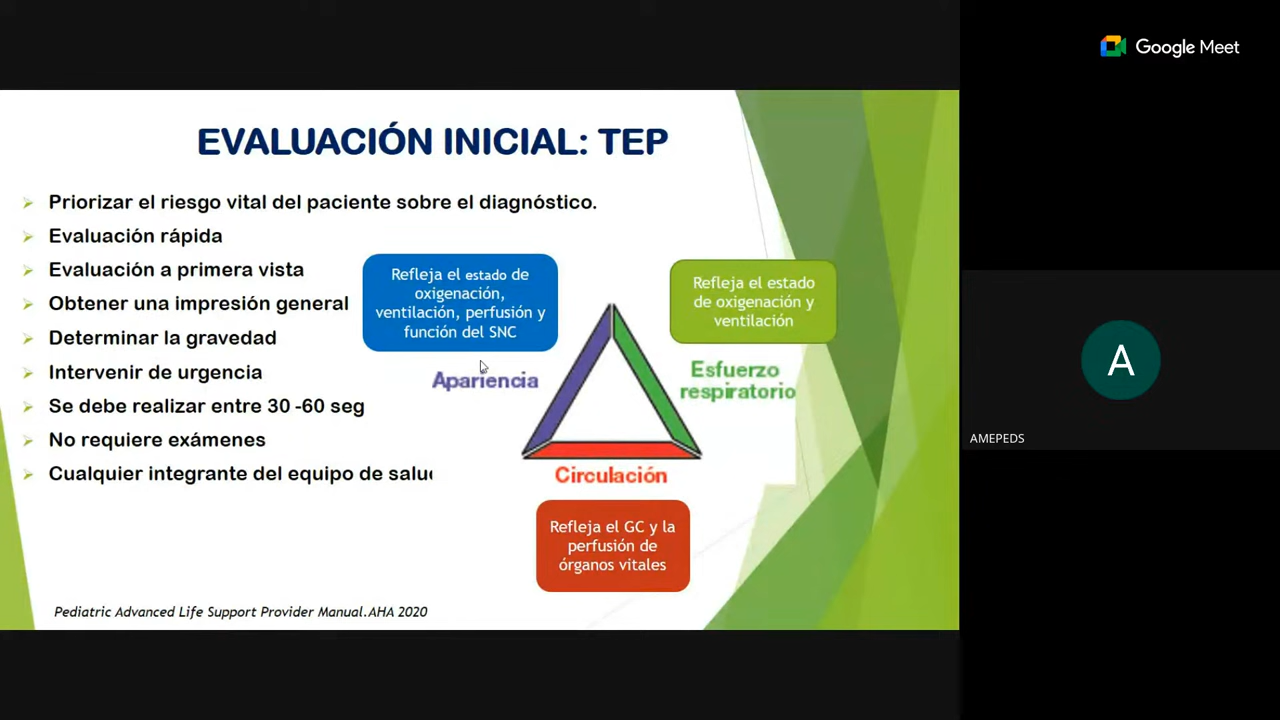 Google Meet
EVALUACIÓN INICIAL: TEP
Priorizar el riesgo vital del paciente sobre el diagnóstico.
Evaluación rápida
Evaluación a primera vista
Obtener una impresión general
Determinar la gravedad
Intervenir de urgencia
Se debe realizar entre 30 -60 seg
No requiere exámenes
Cualquier integrante del equipo de salu
Refleja el estado de
oxigenación,
ventilación, perfusión y
función del SNC
Apariencia
Refleja el estado
de oxigenación y
ventilación
Esfuerzo
respiratorio
Circulación
Refleja el GC y la
perfusión de
órganos vitales
Pediatric Advanced Life Support Provider Manual.AHA 2020
A
AMEPEDS